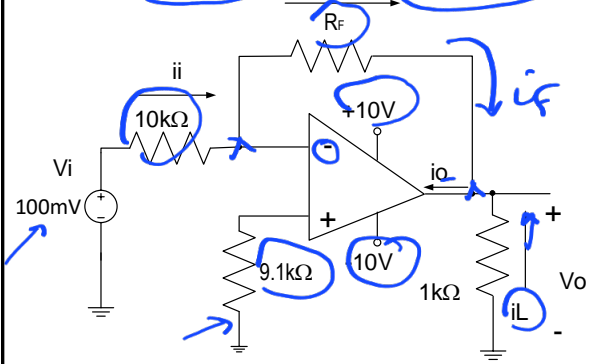 RF
ii
iF
+10V
10kΩ
Vi
-
io
100mV
+
+
-
+
9.1kΩ
10V
Vo
1kΩ
iL
-